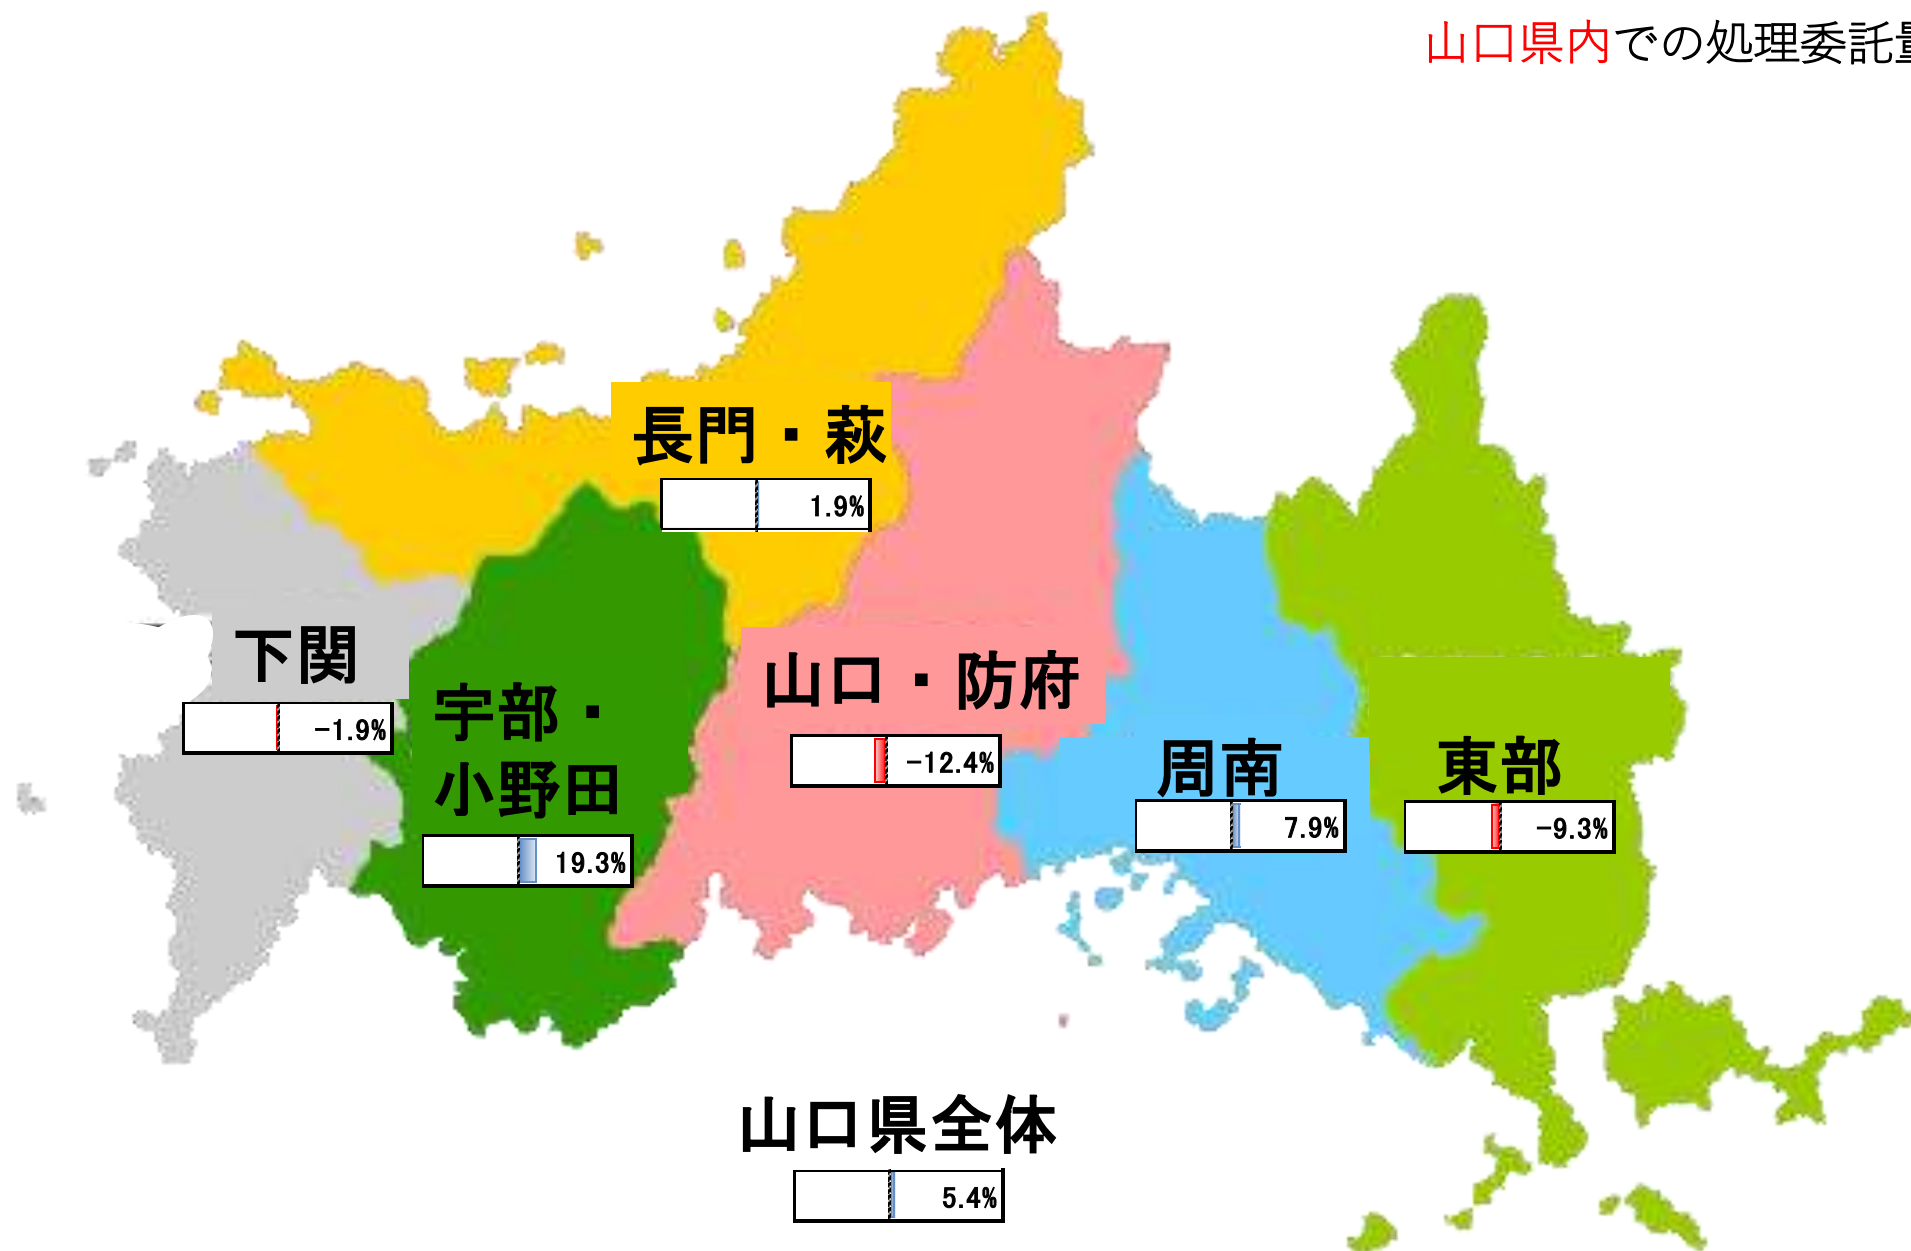 山口県内での処理委託量
長門・萩
1.9%
下関
-1.9%
宇部・
小野田
19.3%
山口・防府
-12.4%
周南
7.9%
東部
-9.3%
山口県全体
5.4%